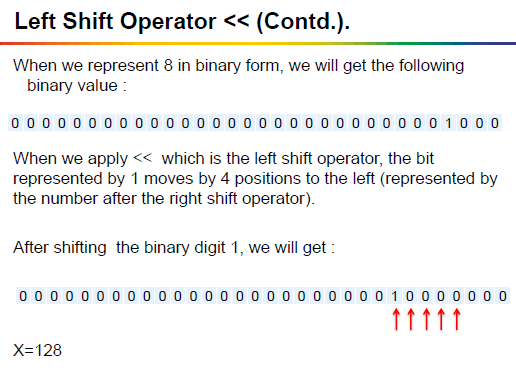 Left Shift Operator << (Contd.).
When we represent 8 in binary form, we will get the following
binary value :
0 0 0 0 0 0 0 0 0 0 0 0 0 0 0 0 0 0 0 0 0 0 0 0 0 0 0 0 1 0 0 0
When we apply << which is the left shift operator, the bit
represented by 1 moves by 4 positions to the left (represented by
the number after the right shift operator).
After shifting the binary digit 1, we will get :
0 0 0 0 0 0 0 0 0 0 0 0 0 0 0 0 0 0 0 0 0 0 0 0 1 0 0 0 0 0 0 0
X=128